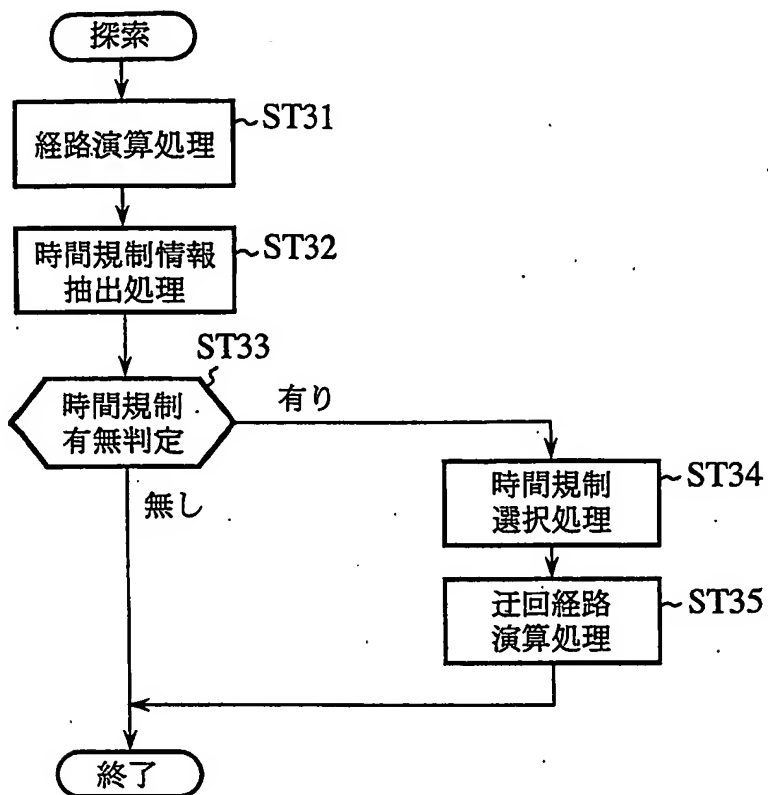 探索
経路演算処理
ST31
時間規制情報
抽出処理
ST32
ST33
時間規制
有無判定
有り
無し
時間規制
選択処理
ST34
迂回経路
演算処理
ST35
終了